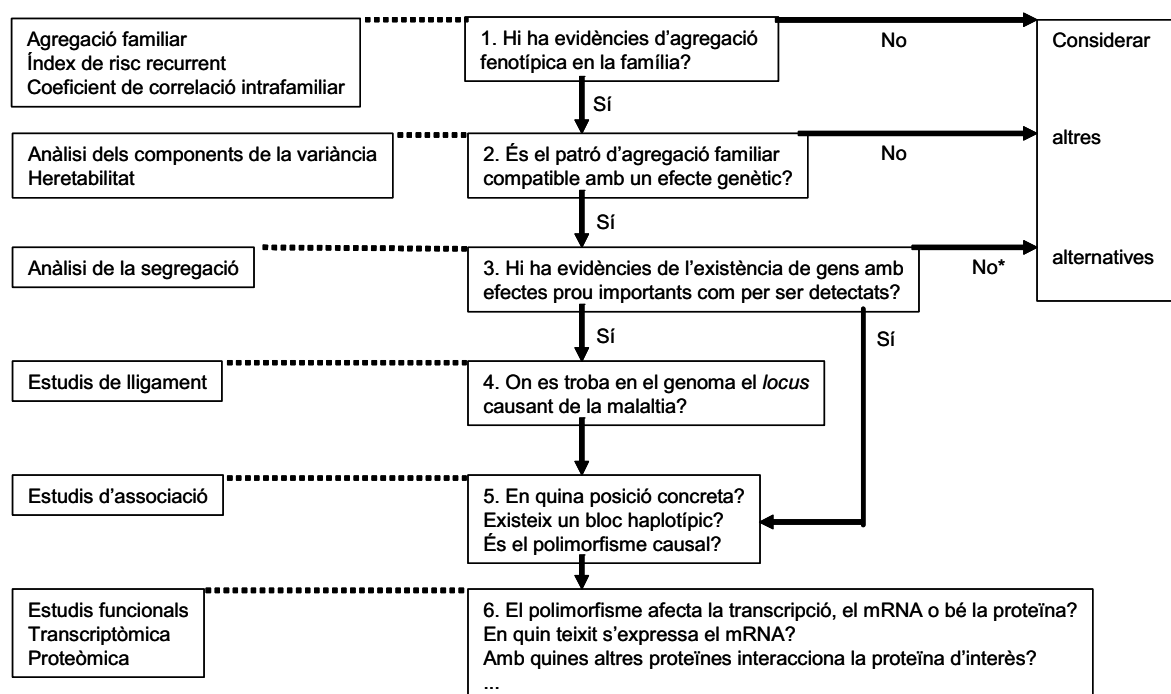 Agregació familiar
Índex de risc recurrent
Coeficient de correlació intrafamiliar
1. Hi ha evidències d’agregació
fenotípica en la família?
No
Considerar
Sí
Anàlisi dels components de la variància
Heretabilitat
2. És el patró d’agregació familiar
compatible amb un efecte genètic?
No
altres
Sí
Anàlisi de la segregació
3. Hi ha evidències de l’existència de gens amb
efectes prou importants com per ser detectats?
No*
alternatives
Sí
Sí
Estudis de lligament
4. On es troba en el genoma el locus
causant de la malaltia?
Estudis d’associació
5. En quina posició concreta?
Existeix un bloc haplotípic?
És el polimorfisme causal?
Estudis funcionals
Transcriptòmica
Proteòmica
6. El polimorfisme afecta la transcripció, el mRNA o bé la proteïna?
En quin teixit s’expressa el mRNA?
Amb quines altres proteïnes interacciona la proteïna d’interès?
...